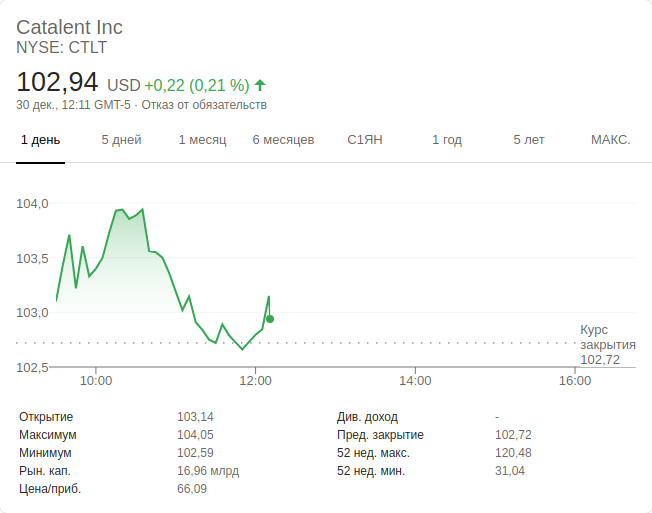 Catalent Inc
NYSE: CTLT
102,94 USD +0,22 (0,21 %)
30 дек., 12:11 GMT-5 · Отказ от обязательств
1 день 5 дней 1 месяц 6 месяцев С1ЯН 1 год 5 лет МАКС.
104,0
103,5
103,0
102,5
Курс
закрытия
102,72
10:00 12:00 14:00 16:00
Открытие 103,14 Див. доход -
Максимум 104,05 Пред. закрытие 102,72
Минимум 102,59 52 нед. макс. 120,48
Рын. кап. 16,96 млрд 52 нед. мин. 31,04
Цена/приб. 66,09